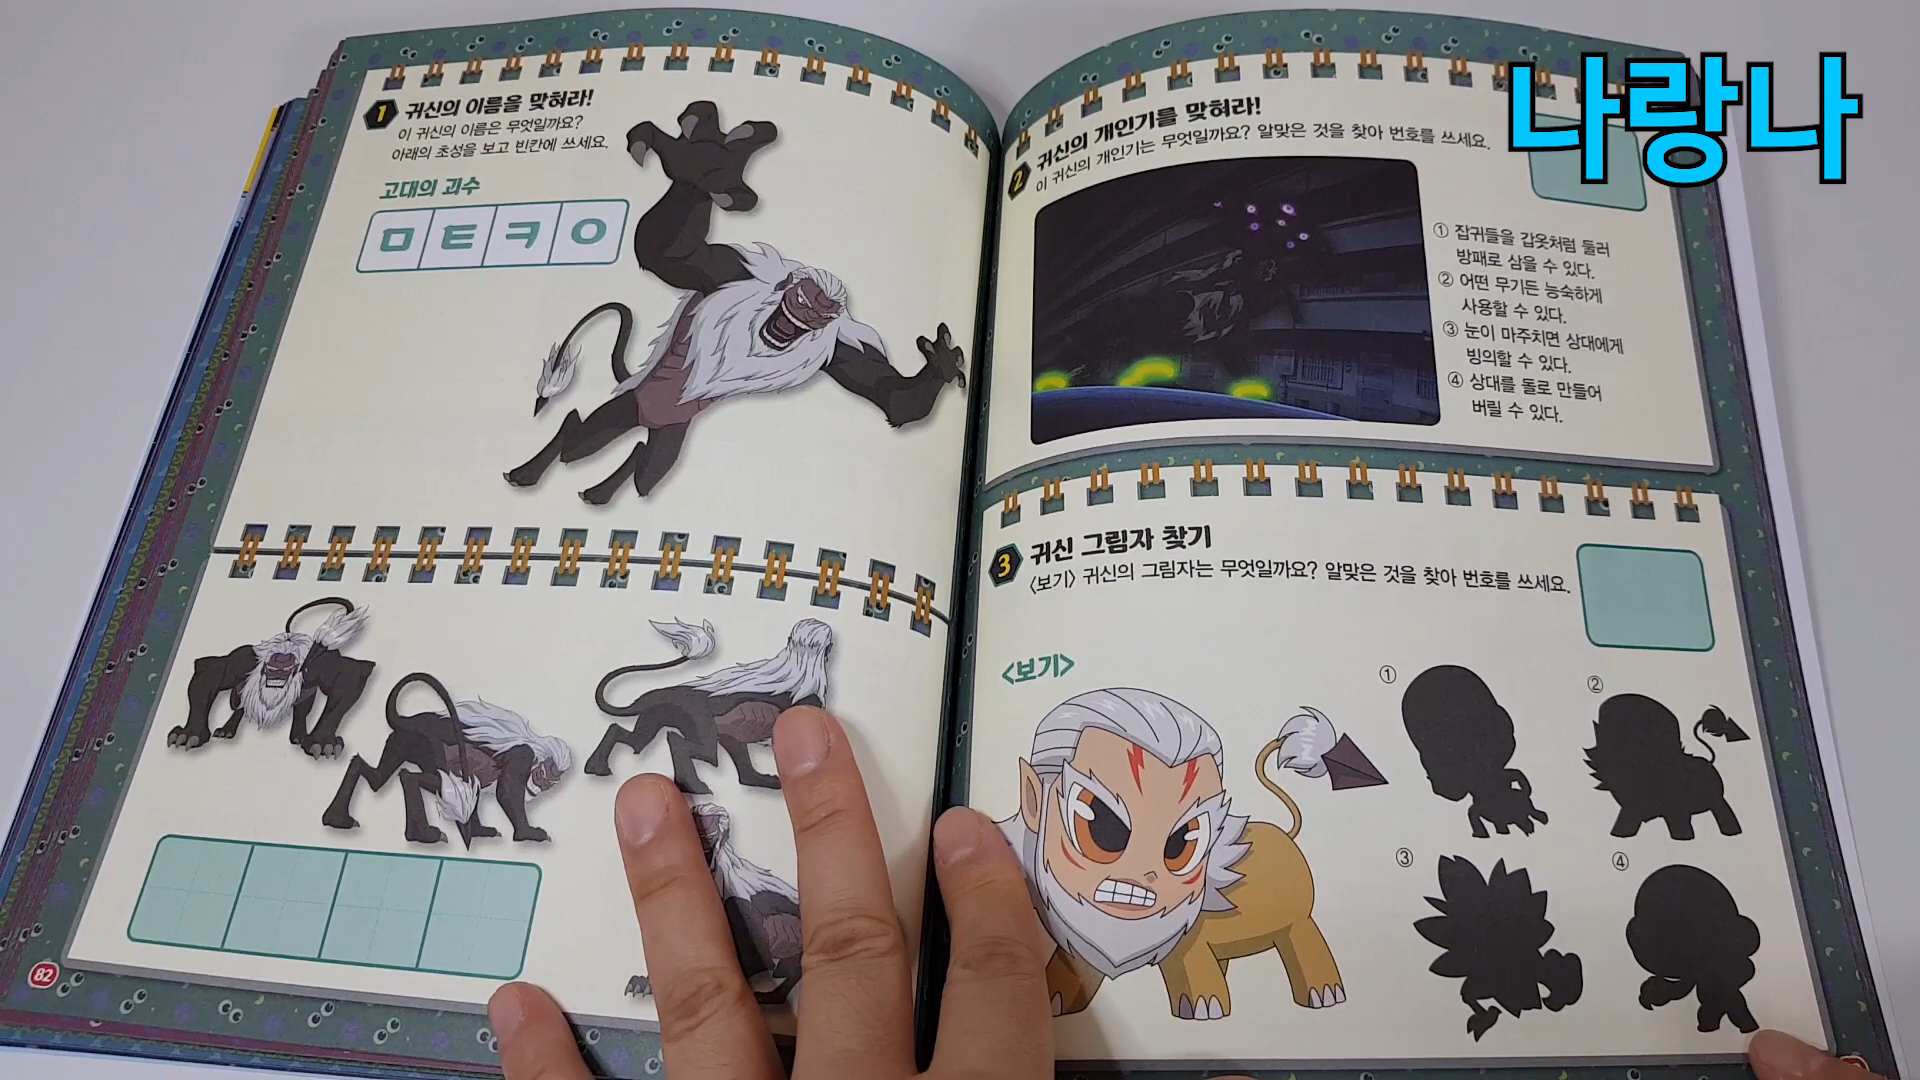 나랑나
1 귀신의 이름을 맞혀라!
이 귀신의 이름은 무엇일까요?
아래의 초성을 보고 빈칸에 쓰세요.
고대의 괴수
ㅁ ㅌ ㅋ ㅇ
82
2 귀신의 개인기를 맞혀라!
이 귀신의 개인기는 무엇일까요? 알맞은 것을 찾아 번호를 쓰세요.
① 잡귀들을 갑옷처럼 둘러
방패로 삼을 수 있다.
② 어떤 무기든 능숙하게
사용할 수 있다.
③ 눈이 마주치면 상대에게
빙의할 수 있다.
④ 상대를 돌로 만들어
버릴 수 있다.
3 귀신 그림자 찾기
〈보기〉 귀신의 그림자는 무엇일까요? 알맞은 것을 찾아 번호를 쓰세요.
〈보기〉
①
②
③
④